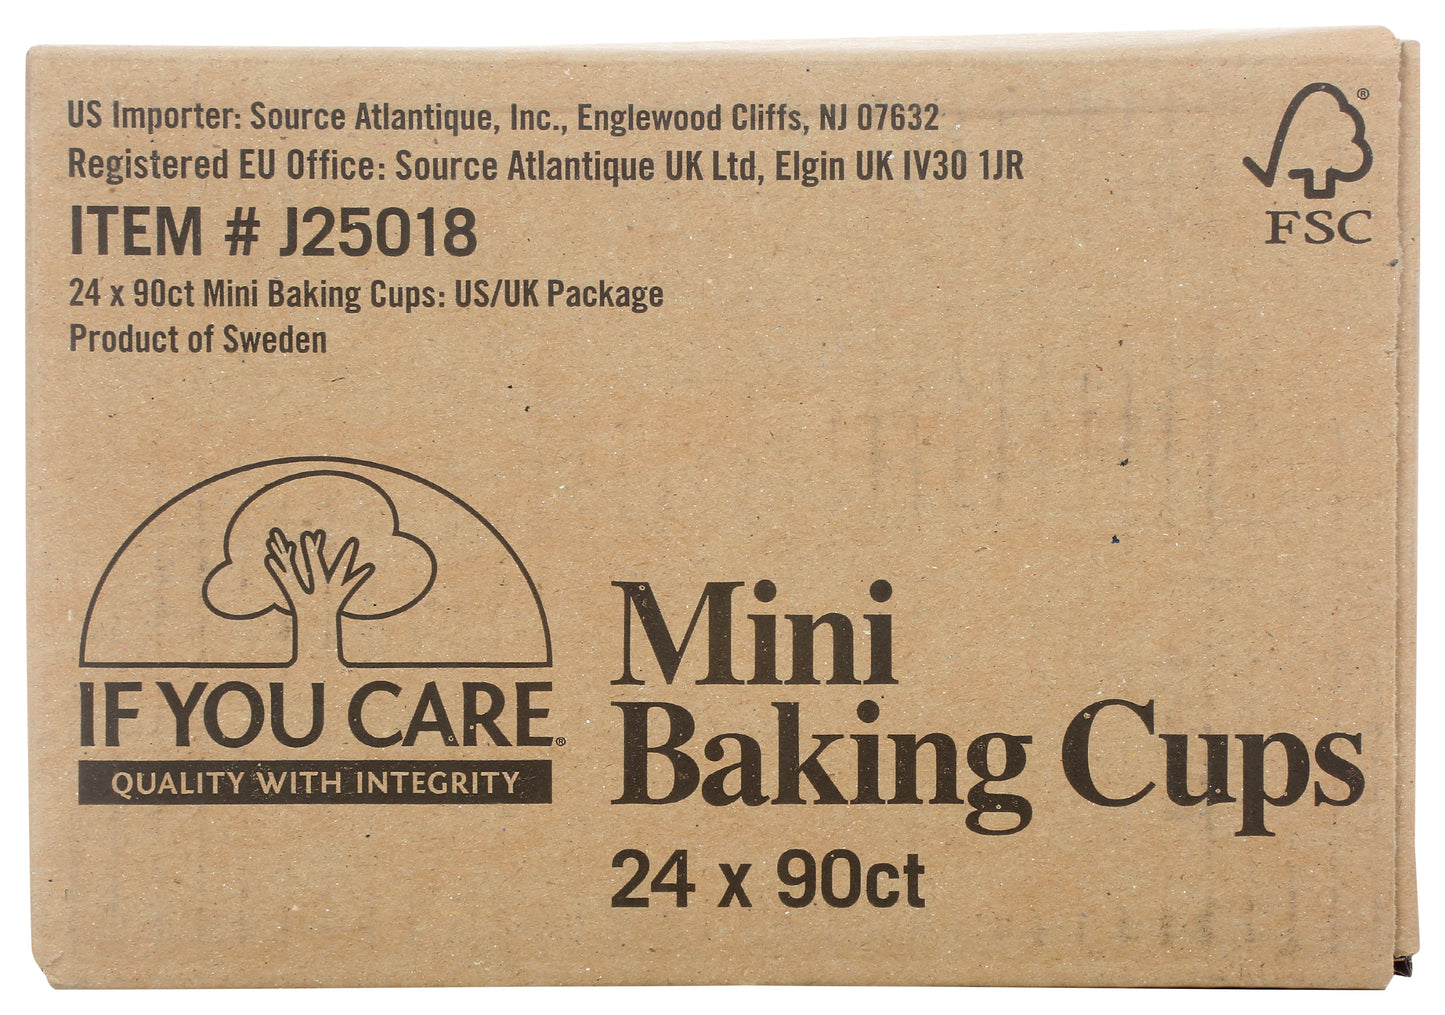 US Importer: Source Atlantique, Inc., Englewood Cliffs, NJ 07632
Registered EU Office: Source Atlantique UK Ltd, Elgin UK IV30 1JR
ITEM # J25018
24 x 90ct Mini Baking Cups: US/UK Package
Product of Sweden
®
FSC
IF YOU CARE®
QUALITY WITH INTEGRITY
Mini
Baking Cups
24 x 90ct